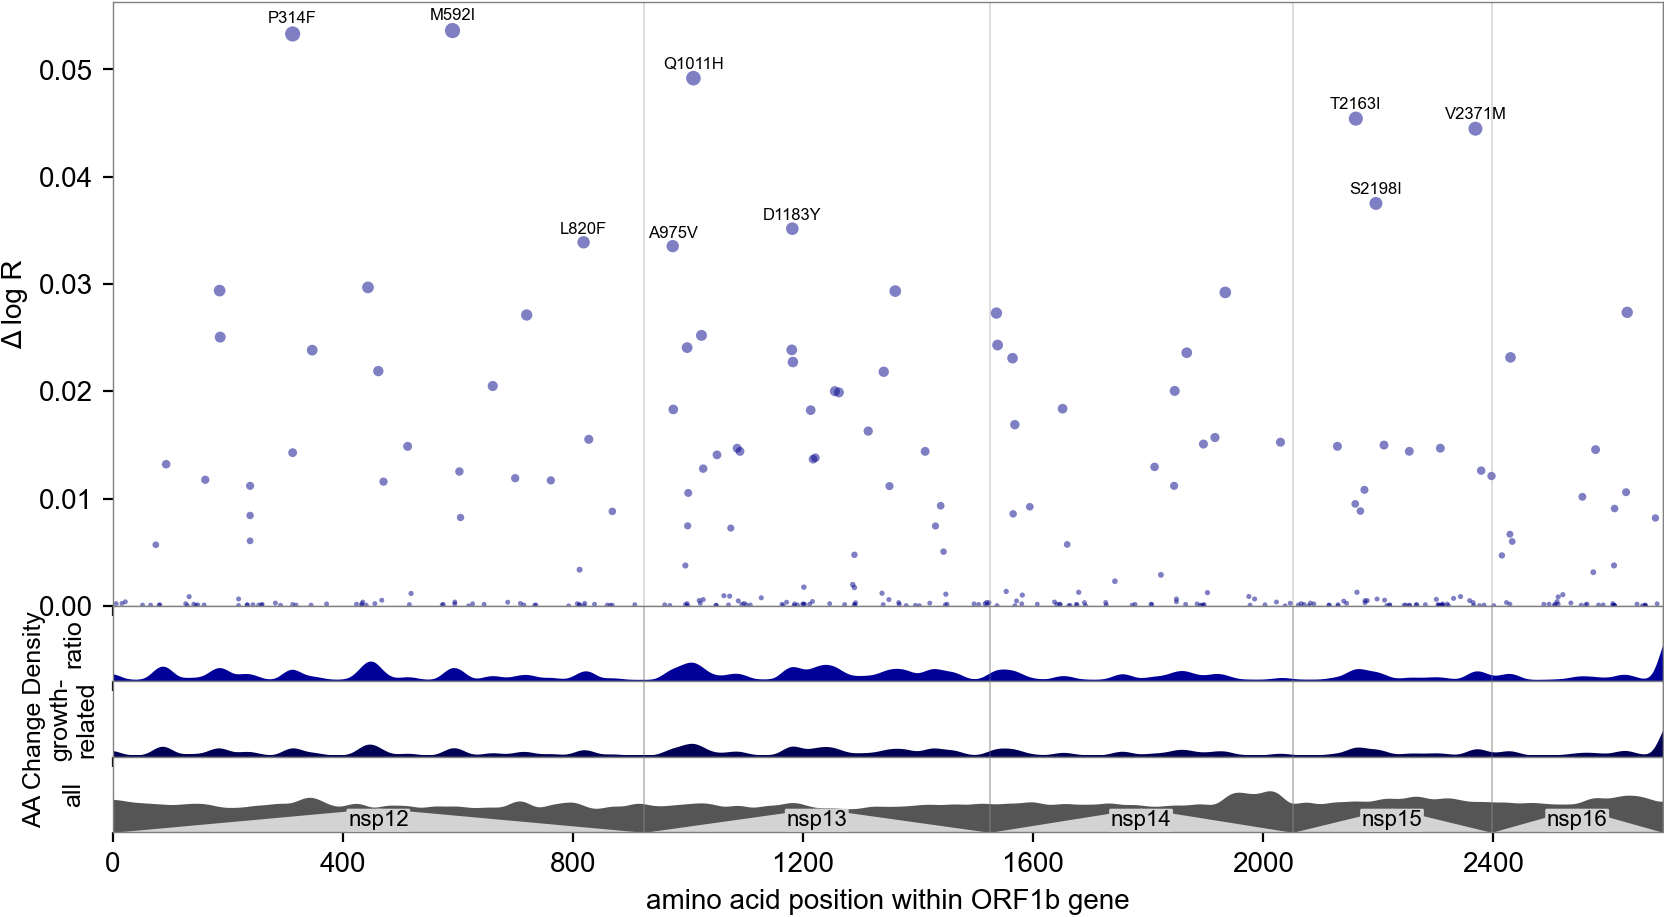 P314F
M592I
Q1011H
T2163I
V2371M
S2198I
D1183Y
L820F
A975V
0.05
0.04
0.03
0.02
0.01
0.00
Δ log R
AA Change Density
ratio
growth-
related
all
nsp12
nsp13
nsp14
nsp15
nsp16
0 400 800 1200 1600 2000 2400
amino acid position within ORF1b gene